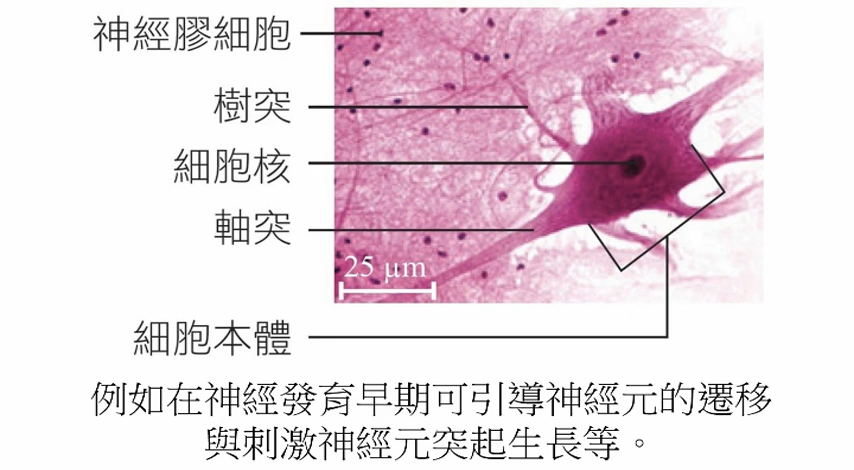 神經膠細胞
樹突
細胞核
軸突
25 μm
細胞本體
例如在神經發育早期可引導神經元的遷移
與刺激神經元突起生長等。